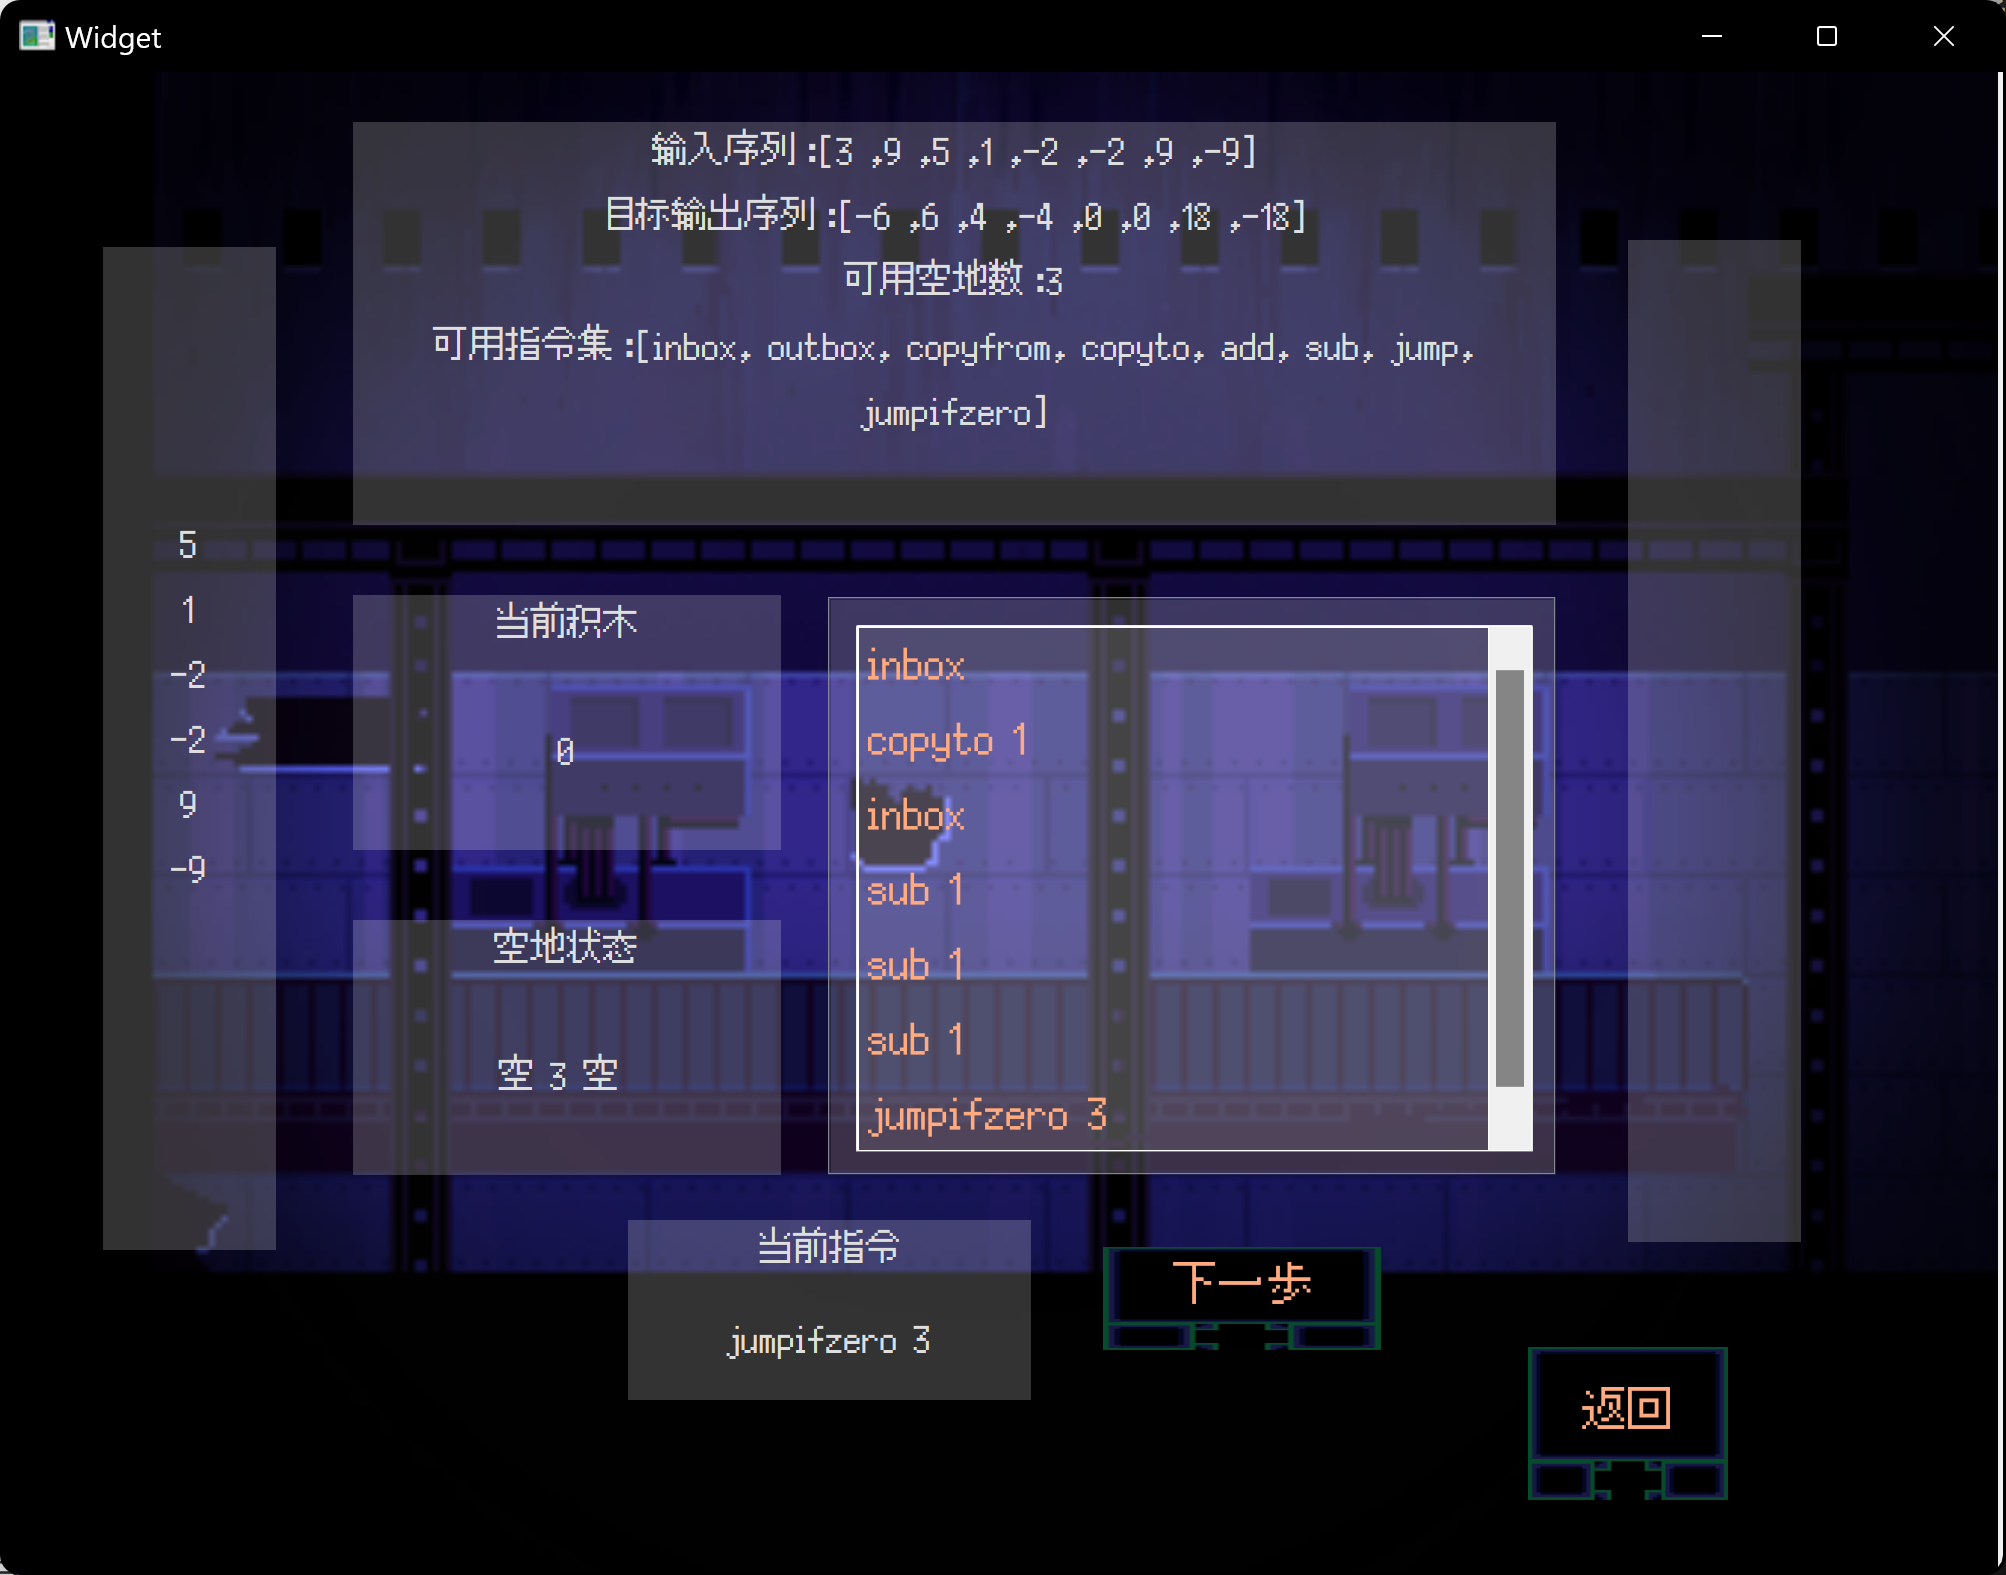 Widget
输入序列 :[3 ,9 ,5 ,1 ,-2 ,-2 ,9 ,-9]
目标输出序列 :[-6 ,6 ,4 ,-4 ,0 ,0 ,18 ,-18]
可用空地数 :3
可用指令集 :[inbox, outbox, copyfrom, copyto, add, sub, jump,
jumpifzero]
5
1
-2
-2
9
-9
当前积木
0
空地状态
空 3 空
inbox
copyto 1
inbox
sub 1
sub 1
sub 1
jumpifzero 3
当前指令
jumpifzero 3
下一步
返回